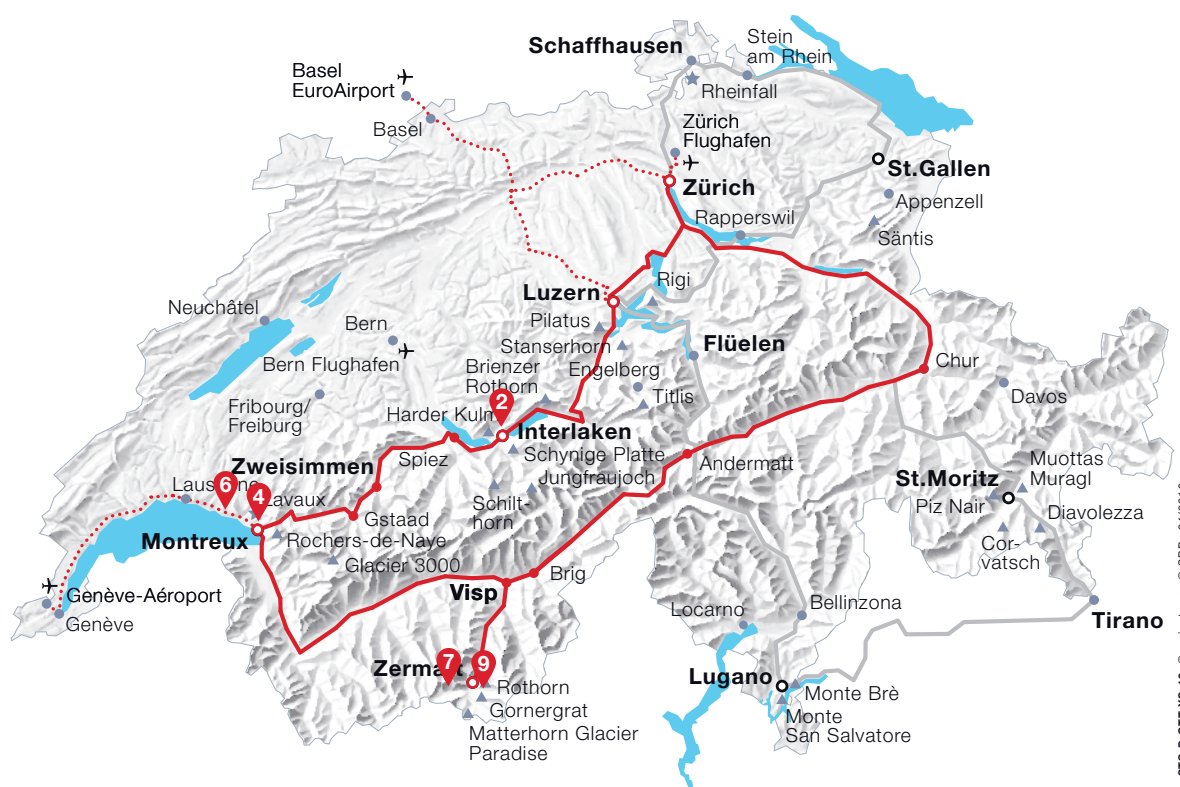 Schaffhausen
Stein
am Rhein
Basel
EuroAirport
Rheinfall
Basel
Zürich
Flughafen
St.Gallen
Zürich
Appenzell
Rapperswil
Säntis
Rigi
Luzern
Neuchâtel
Pilatus
Bern
Stanserhorn
Flüelen
Bern Flughafen
Brienzer
Rothorn
Engelberg
Chur
Titlis
Davos
Fribourg/
Freiburg
Harder Kulm
2
Interlaken
Schynige Platte
Spiez
Andermatt
Zweisimmen
Jungfraujoch
Muottas
Muragl
St.Moritz
Lausanne
6
4
Lavaux
Schilt-
horn
Piz Nair
Diavolezza
Gstaad
Montreux
Rochers-de-Naye
Cor-
vatsch
Glacier 3000
Brig
Visp
Genève-Aéroport
Genève
Locarno
Bellinzona
Tirano
Zermatt
7
9
Lugano
Rothorn
Monte Brè
Gornergrat
Monte
San Salvatore
Matterhorn Glacier
Paradise